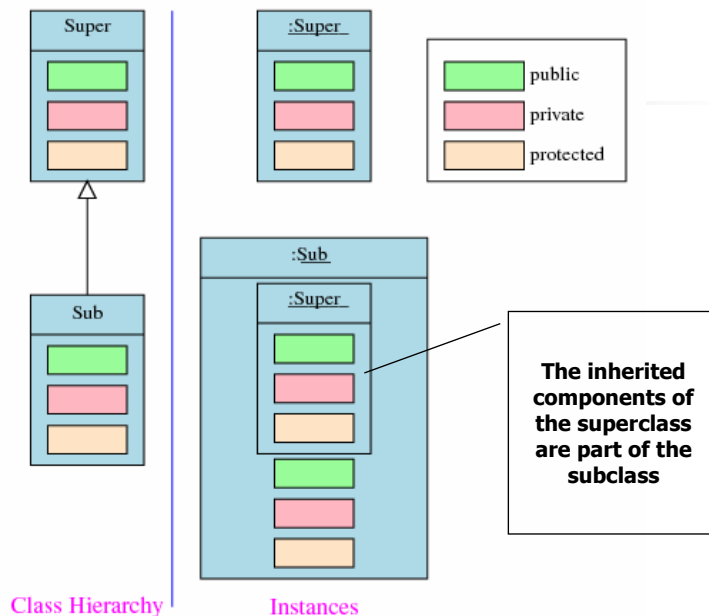 Super
:Super
public
private
protected
:Sub
:Super
Sub
The inherited
components of
the superclass
are part of the
subclass
Class Hierarchy
Instances